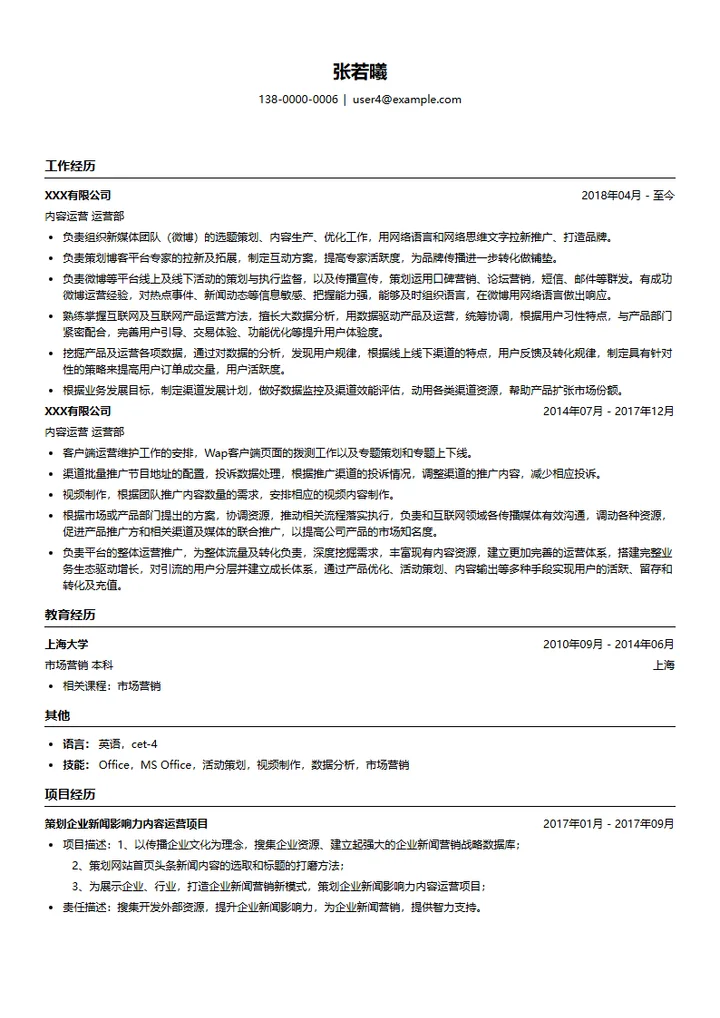 张若曦
138-0000-0006 | user4@example.com
工作经历
XXX有限公司 2018年04月 - 至今
内容运营 运营部
• 负责组织新媒体团队（微博）的选题策划、内容生产、优化工作，用网络语言和网络思维文字拉新推广、打造品牌。
• 负责策划博客平台专家的拉新及拓展，制定互动方案，提高专家活跃度，为品牌传播进一步转化做铺垫。
• 负责微博等平台线上及线下活动的策划与执行监督，以及传播宣传，策划运用口碑营销、论坛营销，短信、邮件等群发。有成功
微博运营经验，对热点事件、新闻动态等信息敏感、把握能力强，能够及时组织语言，在微博用网络语言做出响应。
• 熟练掌握互联网及互联网产品运营方法，擅长大数据分析，用数据驱动产品及运营，统筹协调，根据用户习性特点，与产品部门
紧密配合，完善用户引导、交易体验、功能优化等提升用户体验度。
• 挖掘产品及运营各项数据，通过对数据的分析，发现用户规律，根据线上线下渠道的特点，用户反馈及转化规律，制定具有针对
性的策略来提高用户订单成交量，用户活跃度。
• 根据业务发展目标，制定渠道发展计划，做好数据监控及渠道效能评估，动用各类渠道资源，帮助产品扩张市场份额。
XXX有限公司 2014年07月 - 2017年12月
内容运营 运营部
• 客户端运营维护工作的安排，Wap客户端页面的拨测工作以及专题策划和专题上下线。
• 渠道批量推广节目地址的配置，投诉数据处理，根据推广渠道的投诉情况，调整渠道的推广内容，减少相应投诉。
• 视频制作，根据团队推广内容数量的需求，安排相应的视频内容制作。
• 根据市场或产品部门提出的方案，协调资源，推动相关流程落实执行，负责和互联网领域各传播媒体有效沟通，调动各种资源，
促进产品推广方和相关渠道及媒体的联合推广，以提高公司产品的市场知名度。
• 负责平台的整体运营推广，为整体流量及转化负责，深度挖掘需求，丰富现有内容资源，建立更加完善的运营体系，搭建完整业
务生态驱动增长，对引流的用户分层并建立成长体系，通过产品优化、活动策划、内容输出等多种手段实现用户的活跃、留存和
转化及充值。
教育经历
上海大学 2010年09月 - 2014年06月
市场营销 本科 上海
• 相关课程：市场营销
其他
• 语言： 英语，cet-4
• 技能： Office，MS Office，活动策划，视频制作，数据分析，市场营销
项目经历
策划企业新闻影响力内容运营项目 2017年01月 - 2017年09月
• 项目描述：1、以传播企业文化为理念，搜集企业资源、建立起强大的企业新闻营销战略数据库；
2、策划网站首页头条新闻内容的选取和标题的打磨方法；
3、为展示企业、行业，打造企业新闻营销新模式，策划企业新闻影响力内容运营项目；
• 责任描述：搜集开发外部资源，提升企业新闻影响力，为企业新闻营销，提供智力支持。